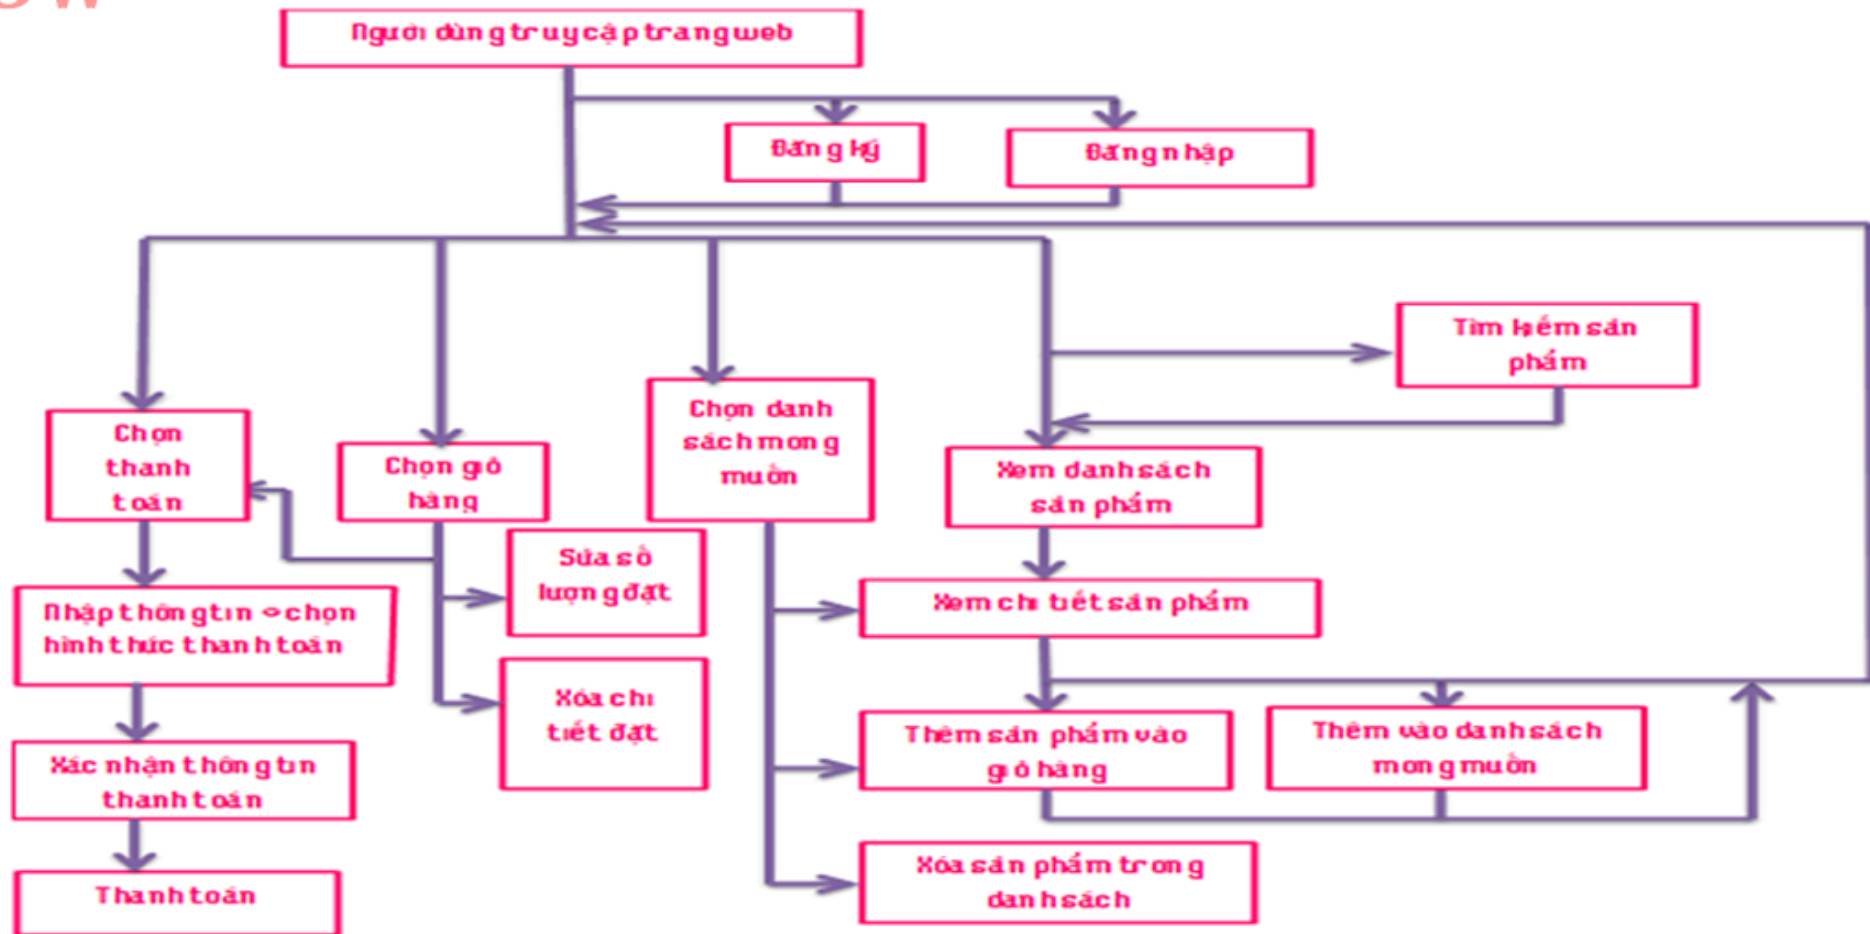 Người dùng truy cập trang web
Đăng ký
Đăng nhập
Tìm kiếm sản
phẩm
Chọn
thanh
toán
Chọn giỏ
hàng
Chọn danh
sách mong
muốn
Xem danh sách
sản phẩm
Sửa số
lượng đặt
Xem chi tiết sản phẩm
Nhập thông tin => chọn
hình thức thanh toán
Xóa chi
tiết đặt
Thêm sản phẩm vào
giỏ hàng
Thêm vào danh sách
mong muốn
Xác nhận thông tin
thanh toán
Xóa sản phẩm trong
danh sách
Thanh toán